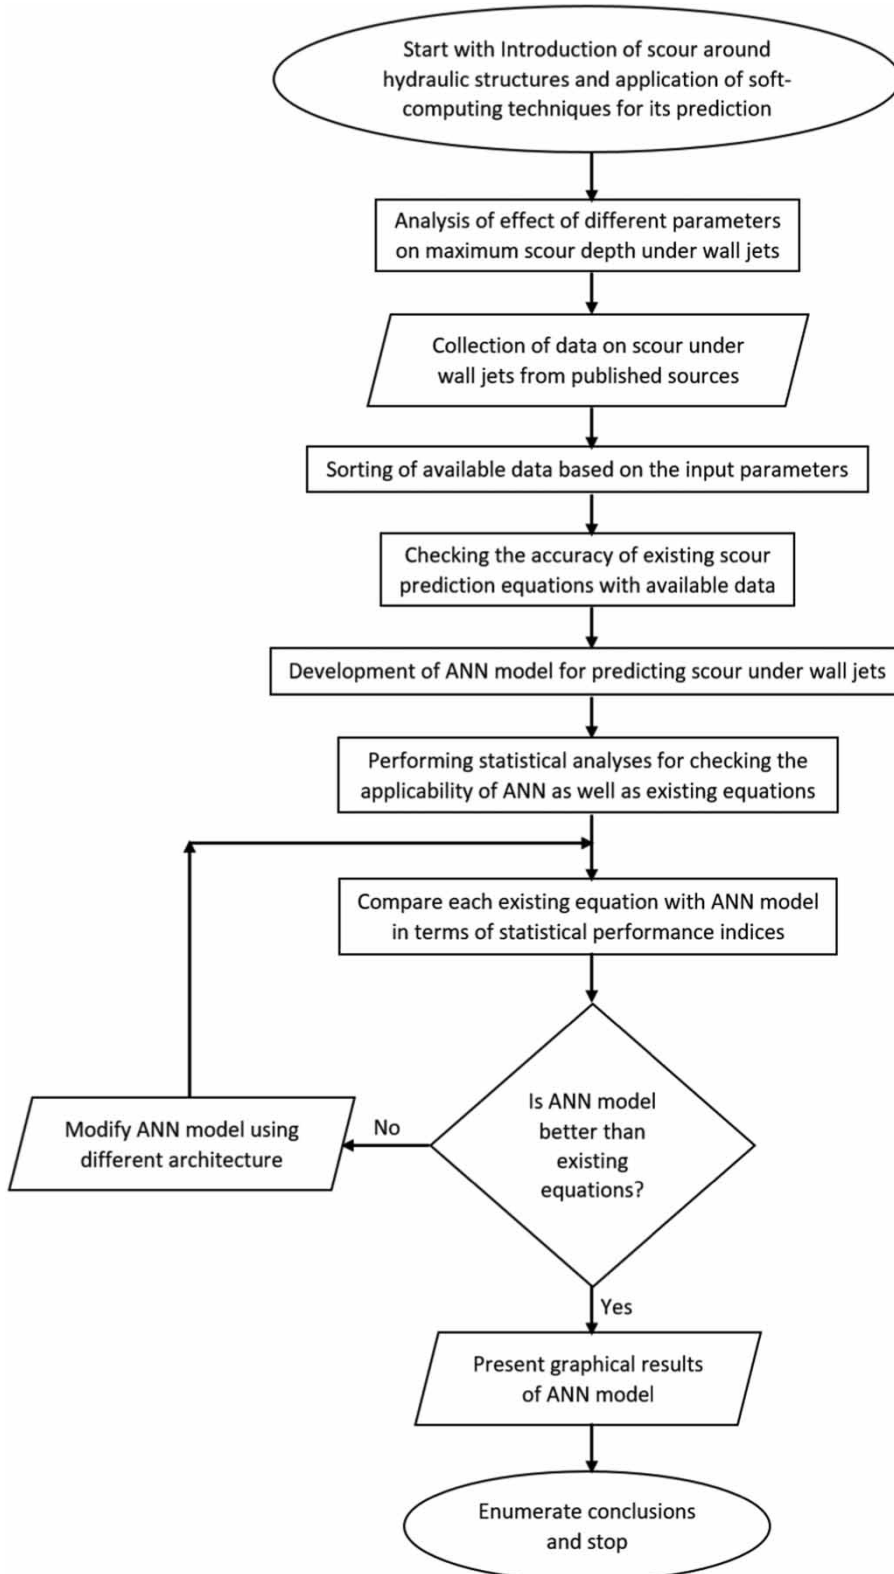 Start with Introduction of scour around
hydraulic structures and application of soft-
computing techniques for its prediction
Analysis of effect of different parameters
on maximum scour depth under wall jets
Collection of data on scour under
wall jets from published sources
Sorting of available data based on the input parameters
Checking the accuracy of existing scour
prediction equations with available data
Development of ANN model for predicting scour under wall jets
Performing statistical analyses for checking the
applicability of ANN as well as existing equations
Compare each existing equation with ANN model
in terms of statistical performance indices
Is ANN model
better than
existing
equations?
No
Modify ANN model using
different architecture
Yes
Present graphical results
of ANN model
Enumerate conclusions
and stop